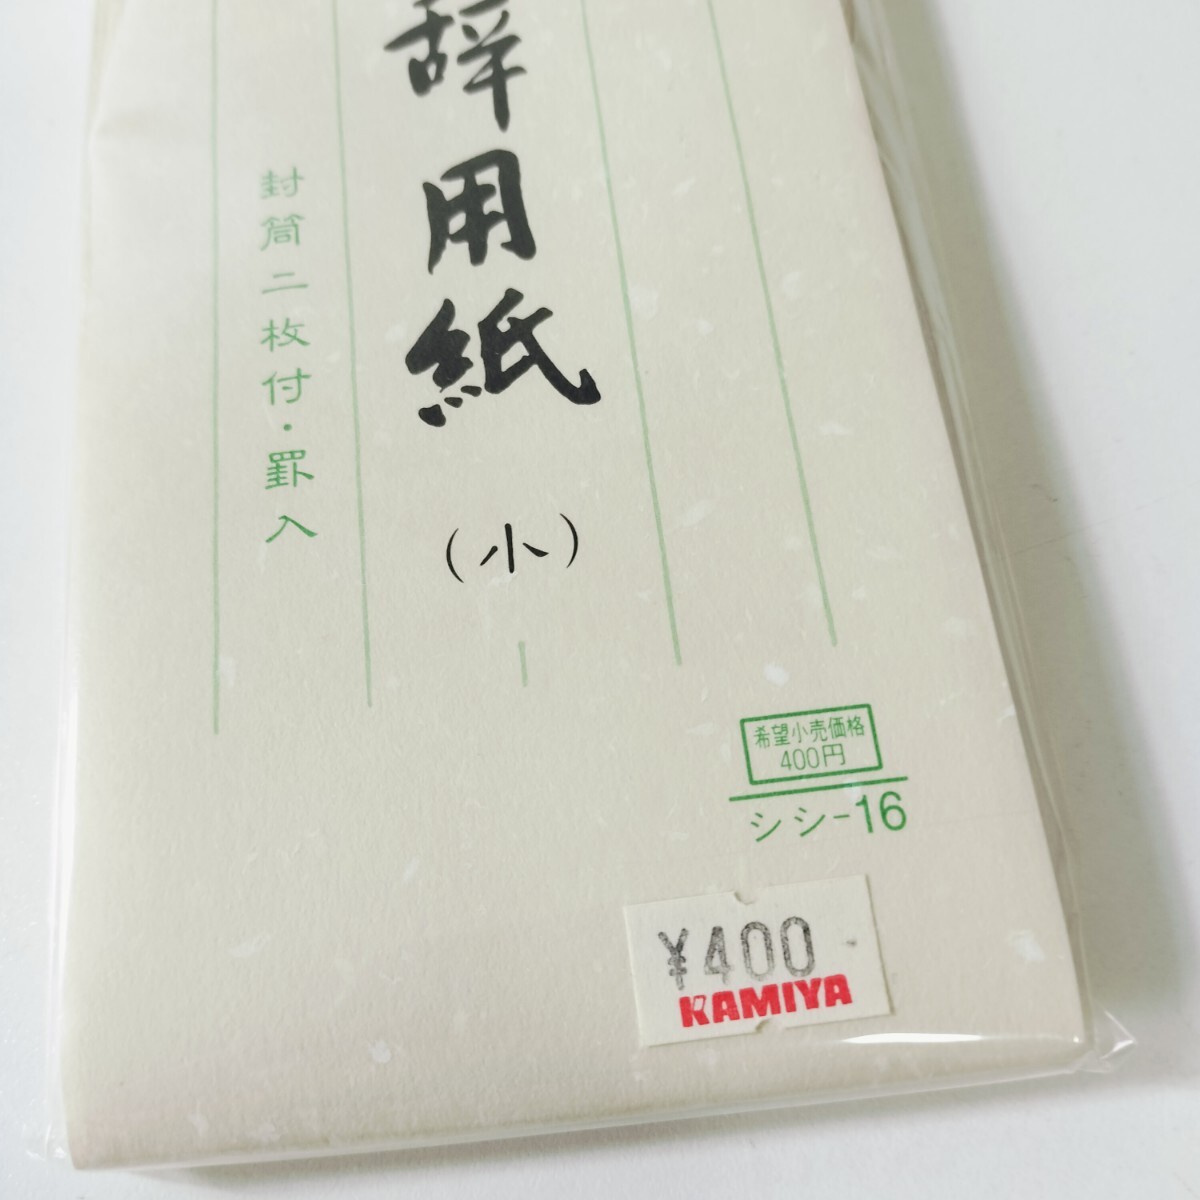 辞用紙
(小)
封筒二枚付・罫入
希望小売価格
400円
シシ-16
¥400
KAMIYA